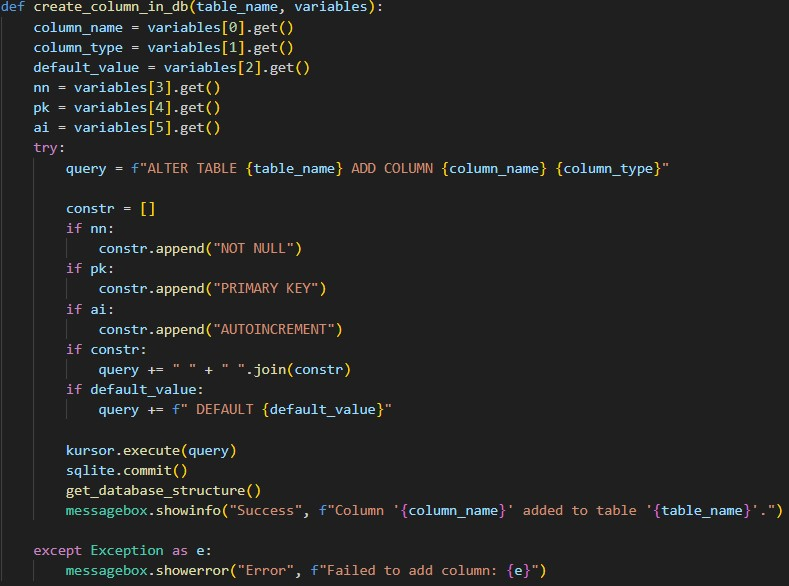 def create_column_in_db(table_name, variables):
    column_name = variables[0].get()
    column_type = variables[1].get()
    default_value = variables[2].get()
    nn = variables[3].get()
    pk = variables[4].get()
    ai = variables[5].get()
    try:
        query = f"ALTER TABLE {table_name} ADD COLUMN {column_name} {column_type}"

        constr = []
        if nn:
            constr.append("NOT NULL")
        if pk:
            constr.append("PRIMARY KEY")
        if ai:
            constr.append("AUTOINCREMENT")
        if constr:
            query += " " + " ".join(constr)
        if default_value:
            query += f" DEFAULT {default_value}"

        kursor.execute(query)
        sqlite.commit()
        get_database_structure()
        messagebox.showinfo("Success", f"Column '{column_name}' added to table '{table_name}'.")

    except Exception as e:
        messagebox.showerror("Error", f"Failed to add column: {e}")